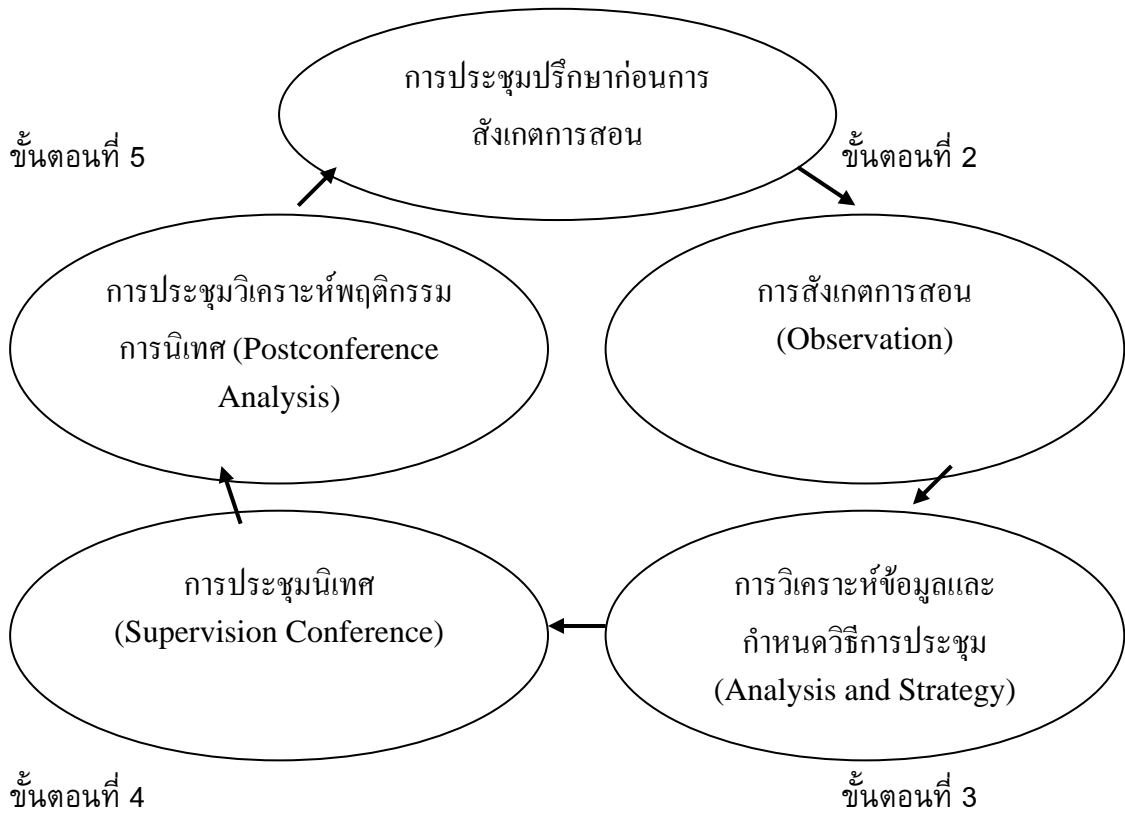 การประชุมปรึกษาก่อนการ
สังเกตการสอน
ขั้นตอนที่ 5
ขั้นตอนที่ 2
การประชุมวิเคราะห์พฤติกรรม
การนิเทศ (Postconference
Analysis)
การสังเกตการสอน
(Observation)
การประชุมนิเทศ
(Supervision Conference)
การวิเคราะห์ข้อมูลและ
กำหนดวิธีการประชุม
(Analysis and Strategy)
ขั้นตอนที่ 4
ขั้นตอนที่ 3